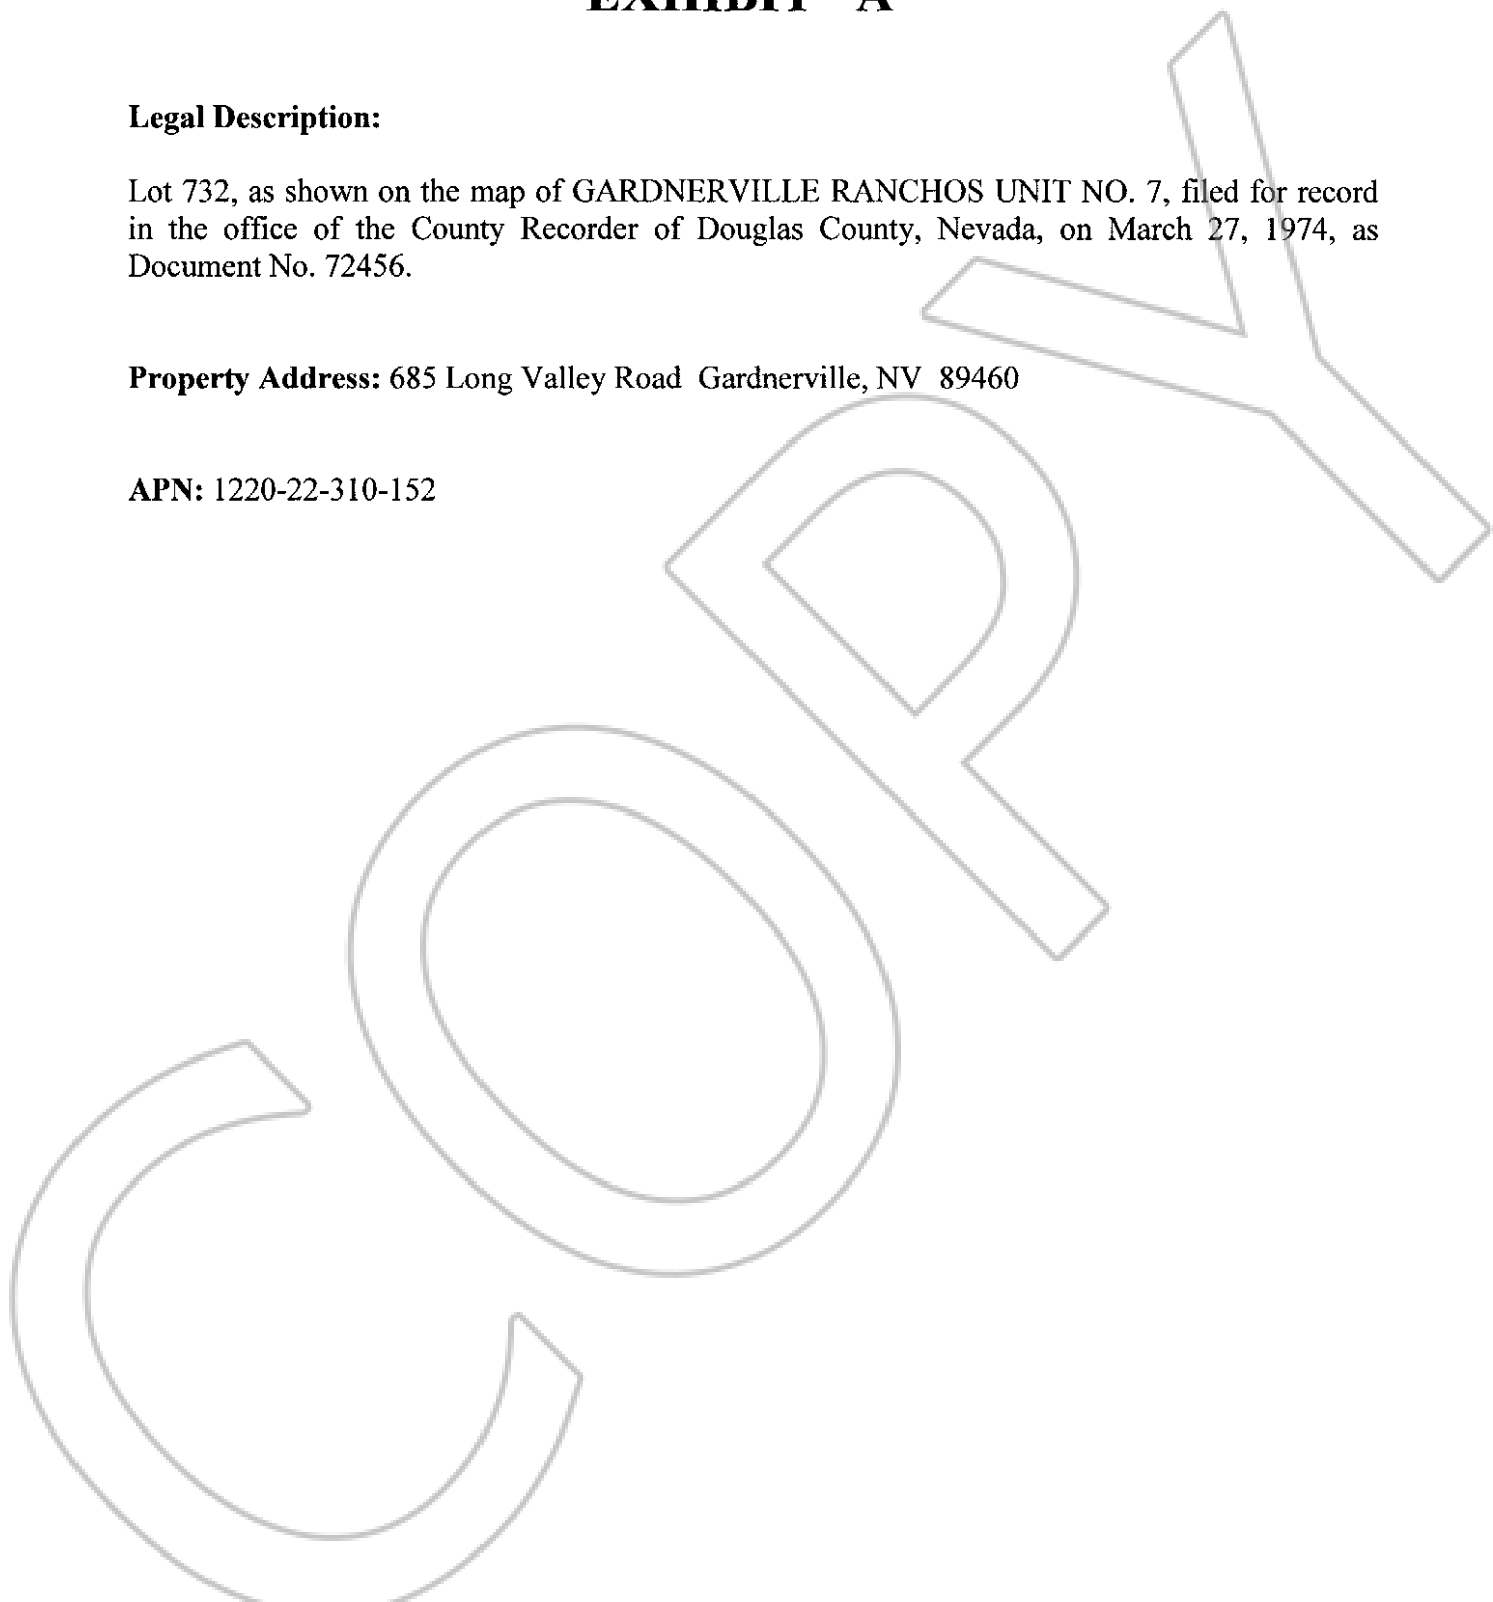 EXHIBIT A
Legal Description:
Lot 732, as shown on the map of GARDNERVILLE RANCHOS UNIT NO. 7, filed for record
in the office of the County Recorder of Douglas County, Nevada, on March 27, 1974, as
Document No. 72456.
Property Address: 685 Long Valley Road Gardnerville, NV 89460
APN: 1220-22-310-152
COPY